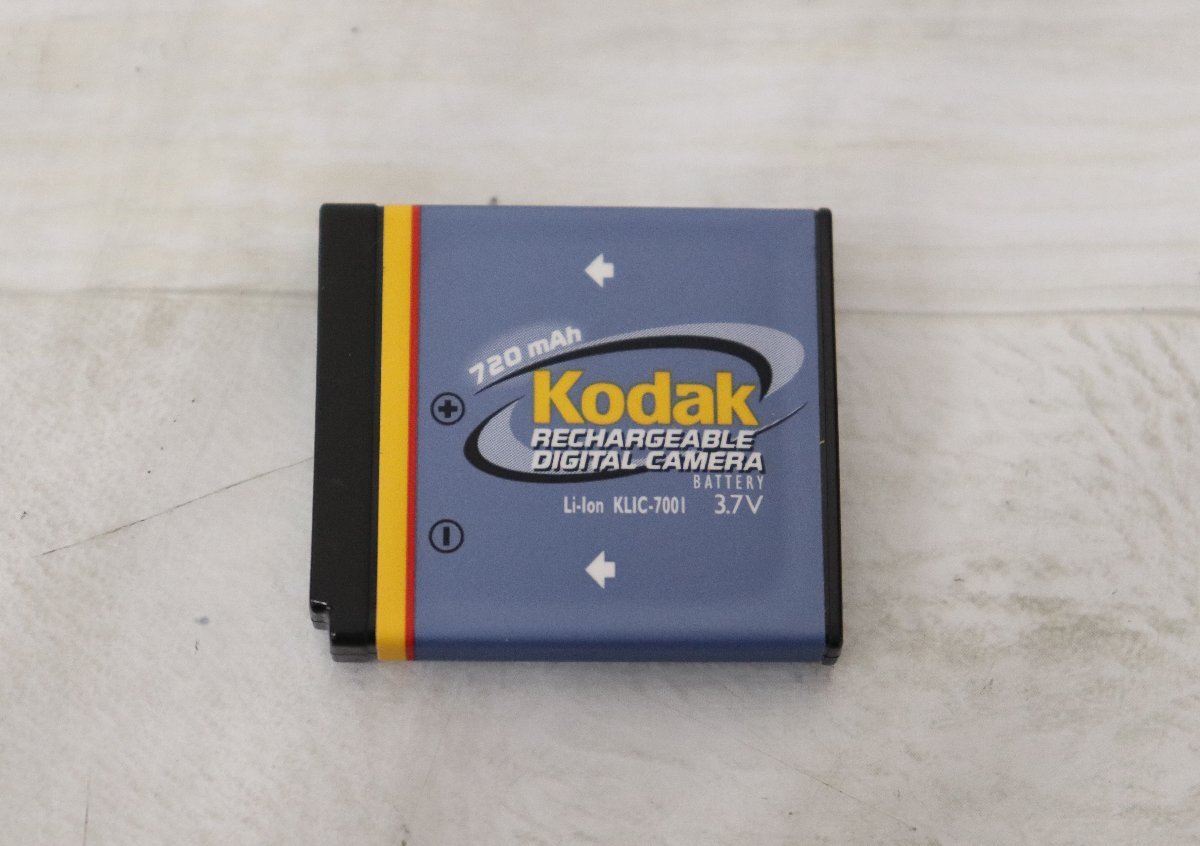 720 mAh
Kodak
RECHARGEABLE
DIGITAL CAMERA
BATTERY
Li-Ion KLIC-7001 3.7V